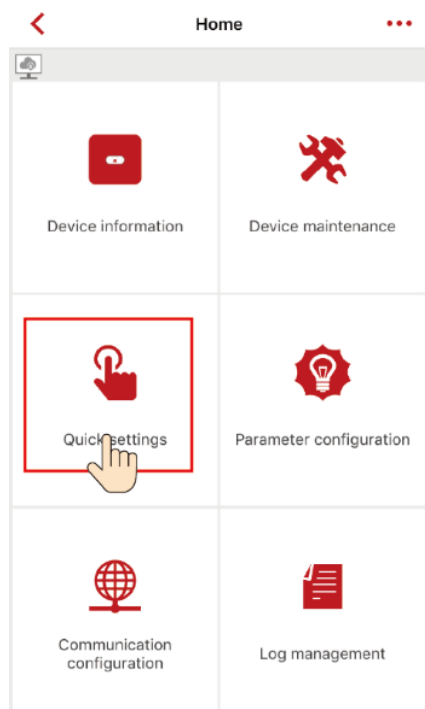 Home
Device information
Device maintenance
Quick settings
Parameter configuration
Communication
configuration
Log management